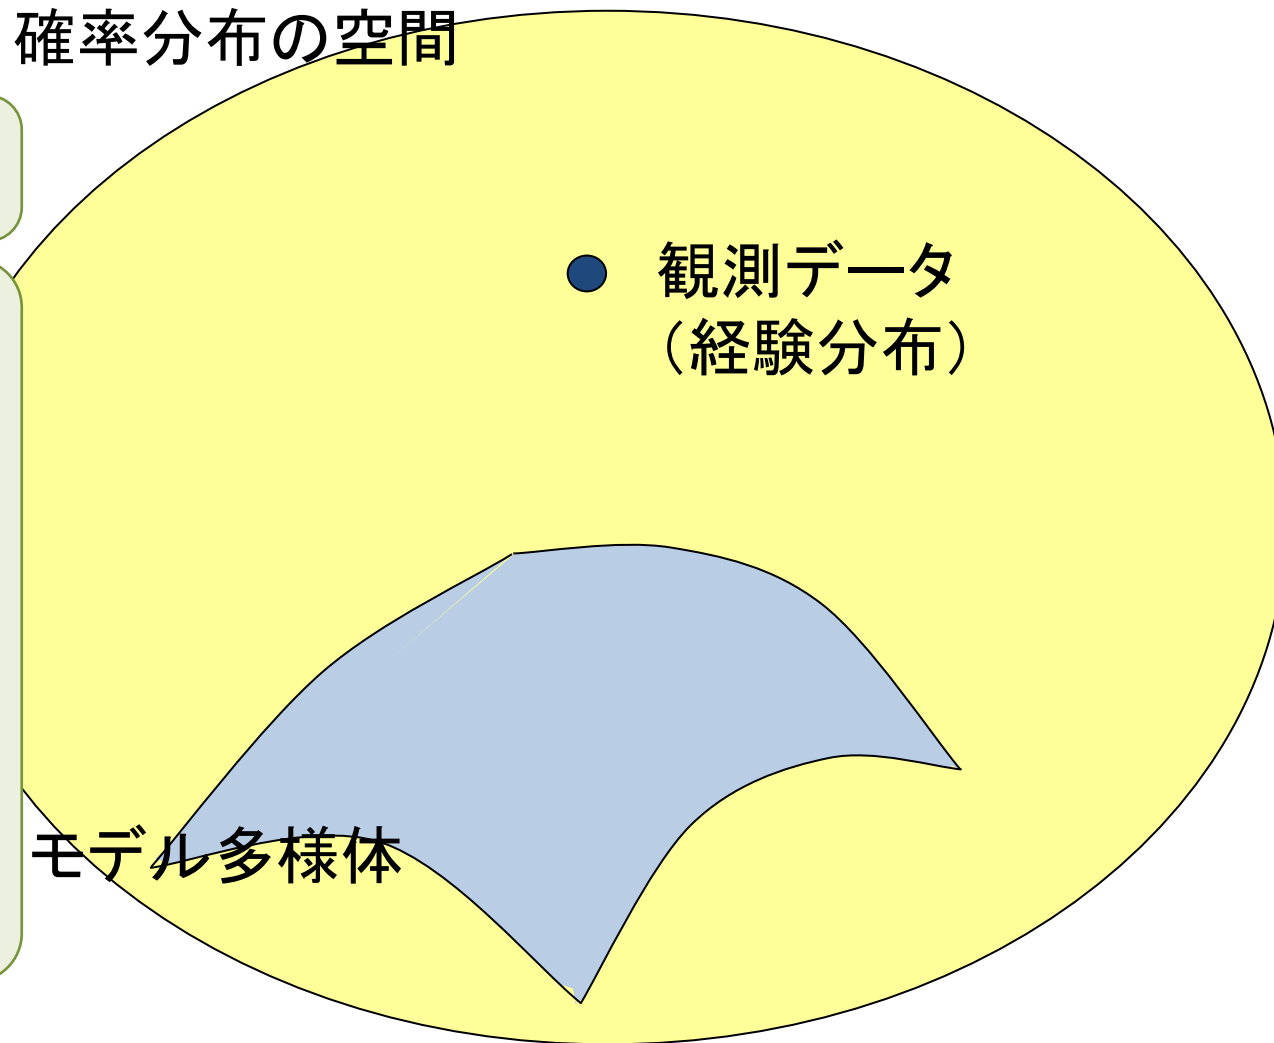 確率分布の空間
観測データ
（経験分布）
モデル多様体